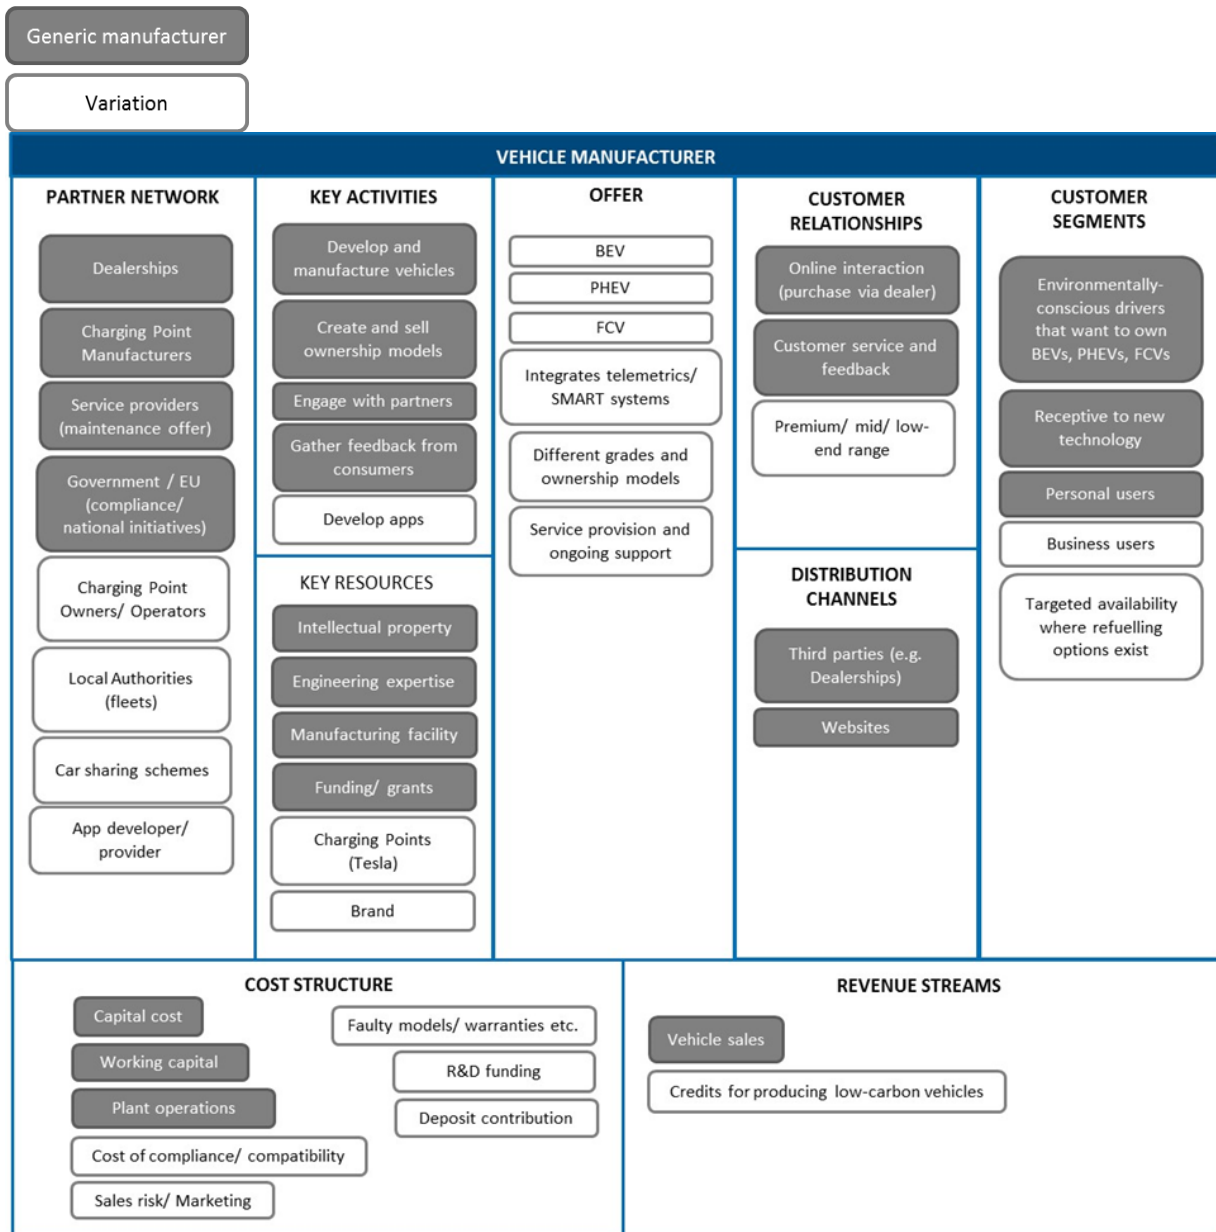 Generic manufacturer
Variation
VEHICLE MANUFACTURER
PARTNER NETWORK
Dealerships
Charging Point
Manufacturers
Service providers
(maintenance offer)
Government / EU
(compliance/
national initiatives)
Charging Point
Owners/ Operators
Local Authorities
(fleets)
Car sharing schemes
App developer/
provider
KEY ACTIVITIES
Develop and
manufacture vehicles
Create and sell
ownership models
Engage with partners
Gather feedback from
consumers
Develop apps
KEY RESOURCES
Intellectual property
Engineering expertise
Manufacturing facility
Funding/ grants
Charging Points
(Tesla)
Brand
OFFER
BEV
PHEV
FCV
Integrates telemetrics/
SMART systems
Different grades and
ownership models
Service provision and
ongoing support
CUSTOMER
RELATIONSHIPS
Online interaction
(purchase via dealer)
Customer service and
feedback
Premium/ mid/ low-
end range
DISTRIBUTION
CHANNELS
Third parties (e.g.
Dealerships)
Websites
CUSTOMER
SEGMENTS
Environmentally-
conscious drivers
that want to own
BEVs, PHEVs, FCVs
Receptive to new
technology
Personal users
Business users
Targeted availability
where refuelling
options exist
COST STRUCTURE
Capital cost
Working capital
Plant operations
Cost of compliance/ compatibility
Sales risk/ Marketing
Faulty models/ warranties etc.
R&D funding
Deposit contribution
REVENUE STREAMS
Vehicle sales
Credits for producing low-carbon vehicles